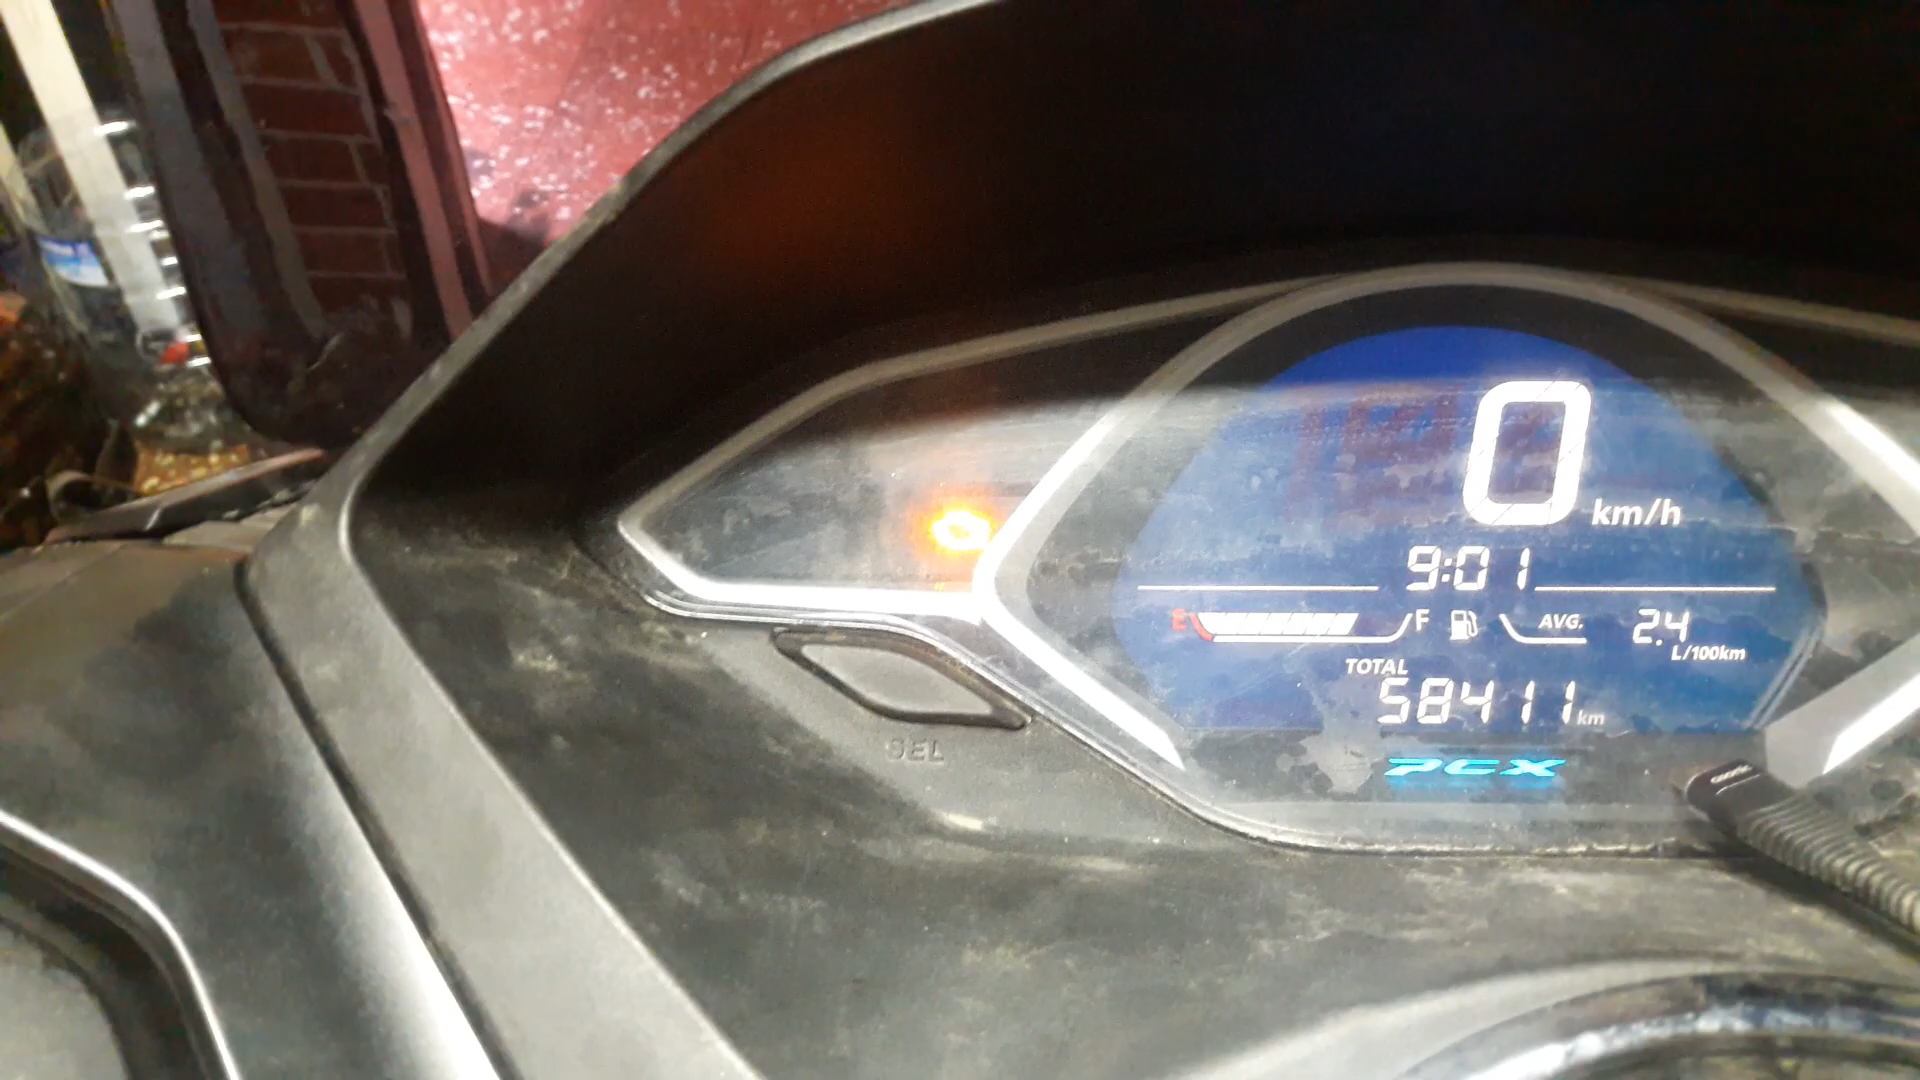 0 km/h
9:01
E F AVG. 2.4 L/100km
TOTAL
58411 km
PCX
SEL